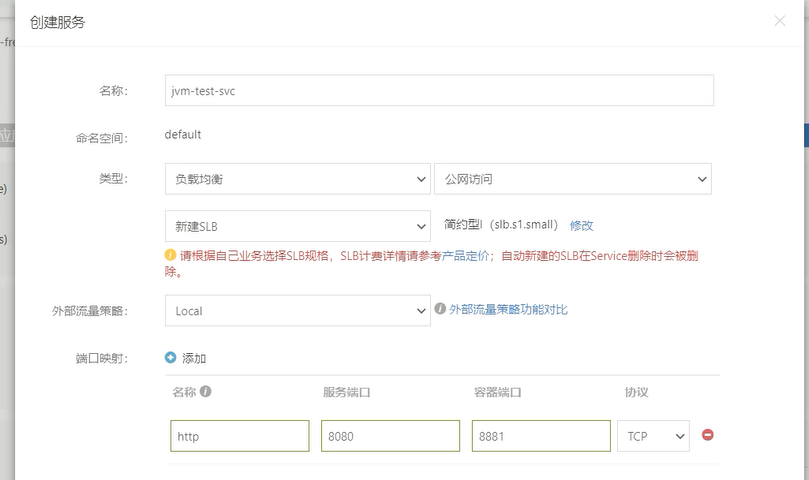 创建服务
-fre
名称： jvm-test-svc
命名空间： default
类型： 负载均衡 公网访问
新建SLB 简约型I（slb.s1.small） 修改
请根据自己业务选择SLB规格，SLB计费详情请参考产品定价；自动新建的SLB在Service删除时会被删
除。
外部流量策略： Local 外部流量策略功能对比
端口映射： 添加
名称 服务端口 容器端口 协议
http 8080 8881 TCP
e)
s)